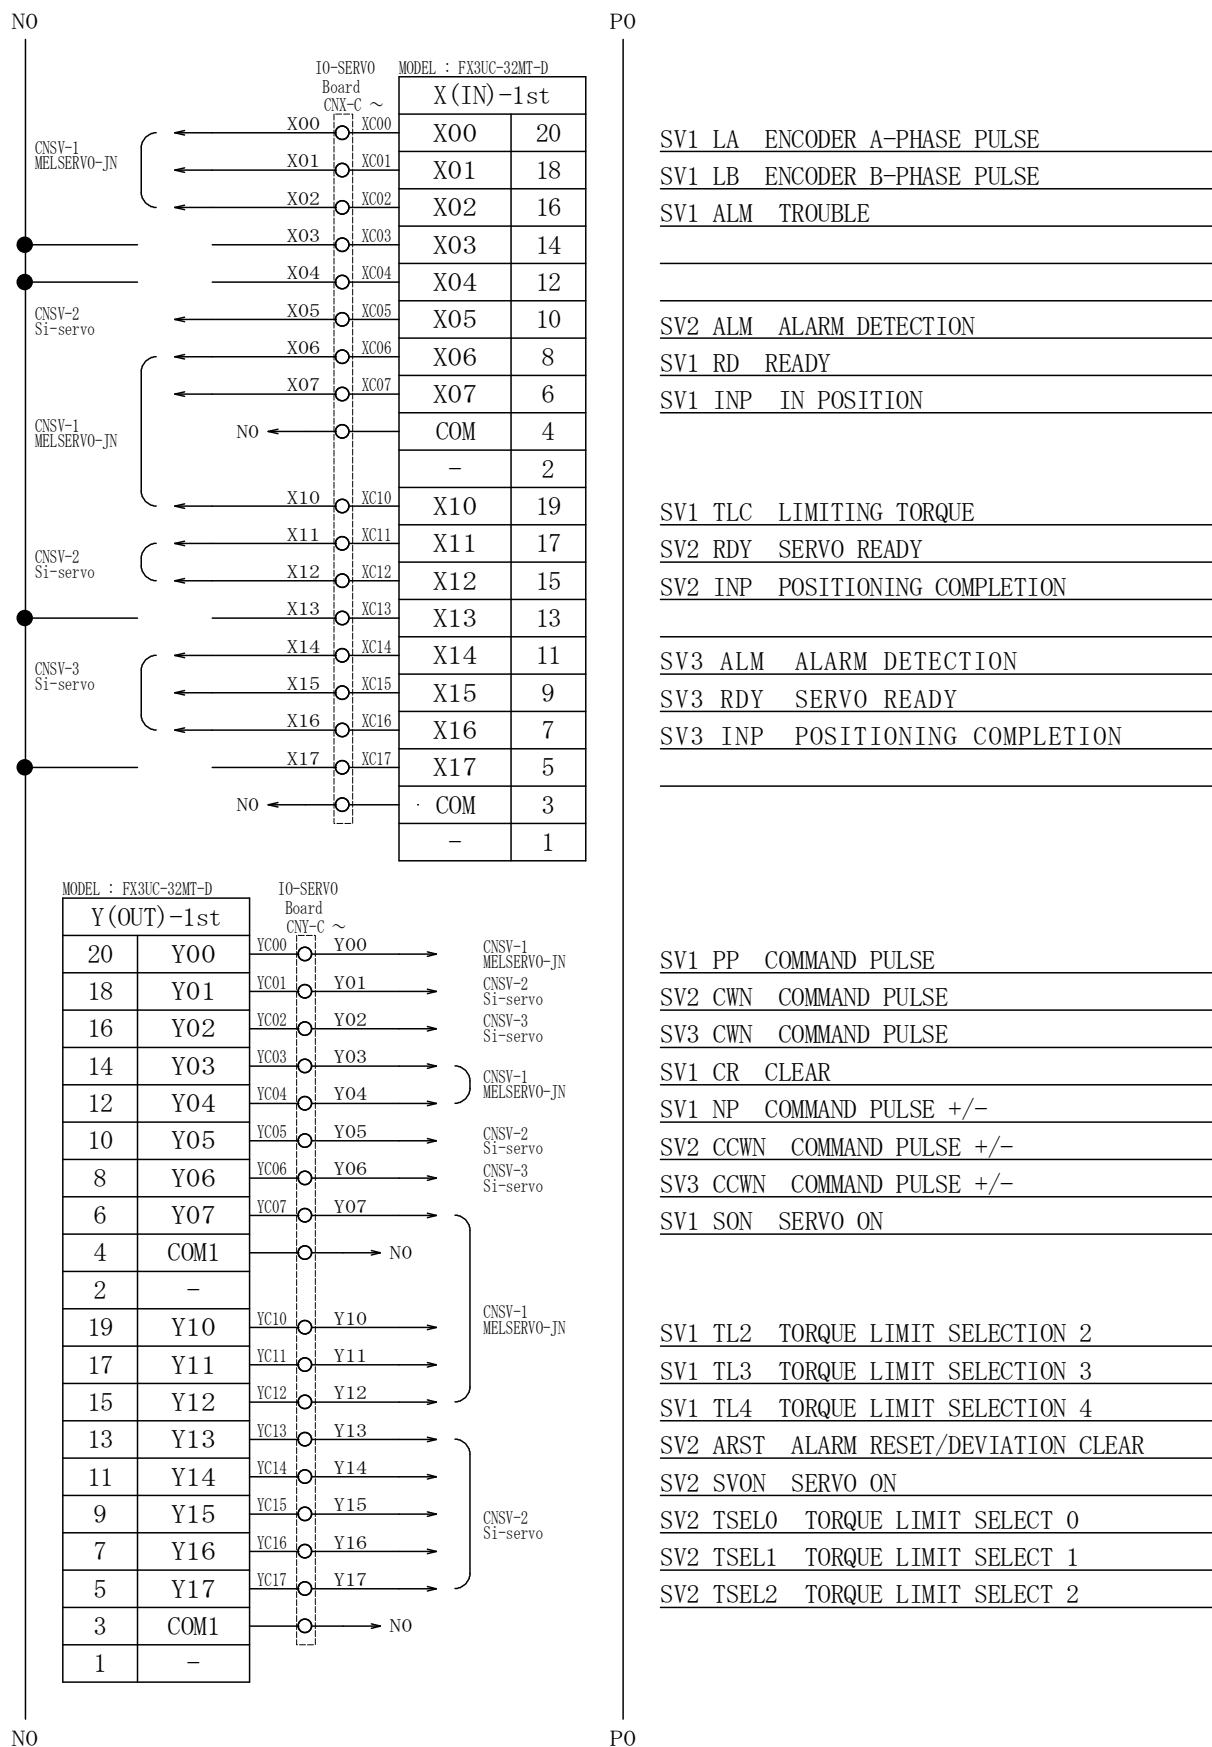 N0 P0
IO-SERVO MODEL : FX3UC-32MT-D
Board
CNX-C ～
X(IN)-1st
X00 XC00 X00 20 SV1 LA ENCODER A-PHASE PULSE
CNSV-1
MELSERVO-JN
X01 XC01 X01 18 SV1 LB ENCODER B-PHASE PULSE
X02 XC02 X02 16 SV1 ALM TROUBLE
X03 XC03 X03 14
X04 XC04 X04 12
CNSV-2
Si-servo
X05 XC05 X05 10 SV2 ALM ALARM DETECTION
X06 XC06 X06 8 SV1 RD READY
X07 XC07 X07 6 SV1 INP IN POSITION
CNSV-1
MELSERVO-JN
N0 COM 4
- 2
X10 XC10 X10 19 SV1 TLC LIMITING TORQUE
X11 XC11 X11 17 SV2 RDY SERVO READY
CNSV-2
Si-servo
X12 XC12 X12 15 SV2 INP POSITIONING COMPLETION
X13 XC13 X13 13
X14 XC14 X14 11 SV3 ALM ALARM DETECTION
CNSV-3
Si-servo
X15 XC15 X15 9 SV3 RDY SERVO READY
X16 XC16 X16 7 SV3 INP POSITIONING COMPLETION
X17 XC17 X17 5
N0 COM 3
- 1
MODEL : FX3UC-32MT-D IO-SERVO
Board
CNY-C ～
Y(OUT)-1st
20 Y00 YC00 Y00 CNSV-1 SV1 PP COMMAND PULSE
MELSERVO-JN
18 Y01 YC01 Y01 CNSV-2 SV2 CWN COMMAND PULSE
Si-servo
16 Y02 YC02 Y02 CNSV-3 SV3 CWN COMMAND PULSE
Si-servo
14 Y03 YC03 Y03 SV1 CR CLEAR
CNSV-1
MELSERVO-JN
12 Y04 YC04 Y04 SV1 NP COMMAND PULSE +/-
10 Y05 YC05 Y05 CNSV-2 SV2 CCWN COMMAND PULSE +/-
Si-servo
8 Y06 YC06 Y06 CNSV-3 SV3 CCWN COMMAND PULSE +/-
Si-servo
6 Y07 YC07 Y07 SV1 SON SERVO ON
4 COM1 N0
2 -
CNSV-1
MELSERVO-JN
19 Y10 YC10 Y10 SV1 TL2 TORQUE LIMIT SELECTION 2
17 Y11 YC11 Y11 SV1 TL3 TORQUE LIMIT SELECTION 3
15 Y12 YC12 Y12 SV1 TL4 TORQUE LIMIT SELECTION 4
13 Y13 YC13 Y13 SV2 ARST ALARM RESET/DEVIATION CLEAR
11 Y14 YC14 Y14 SV2 SVON SERVO ON
9 Y15 YC15 Y15 SV2 TSEL0 TORQUE LIMIT SELECT 0
CNSV-2
Si-servo
7 Y16 YC16 Y16 SV2 TSEL1 TORQUE LIMIT SELECT 1
5 Y17 YC17 Y17 SV2 TSEL2 TORQUE LIMIT SELECT 2
3 COM1 N0
1 -
N0 P0